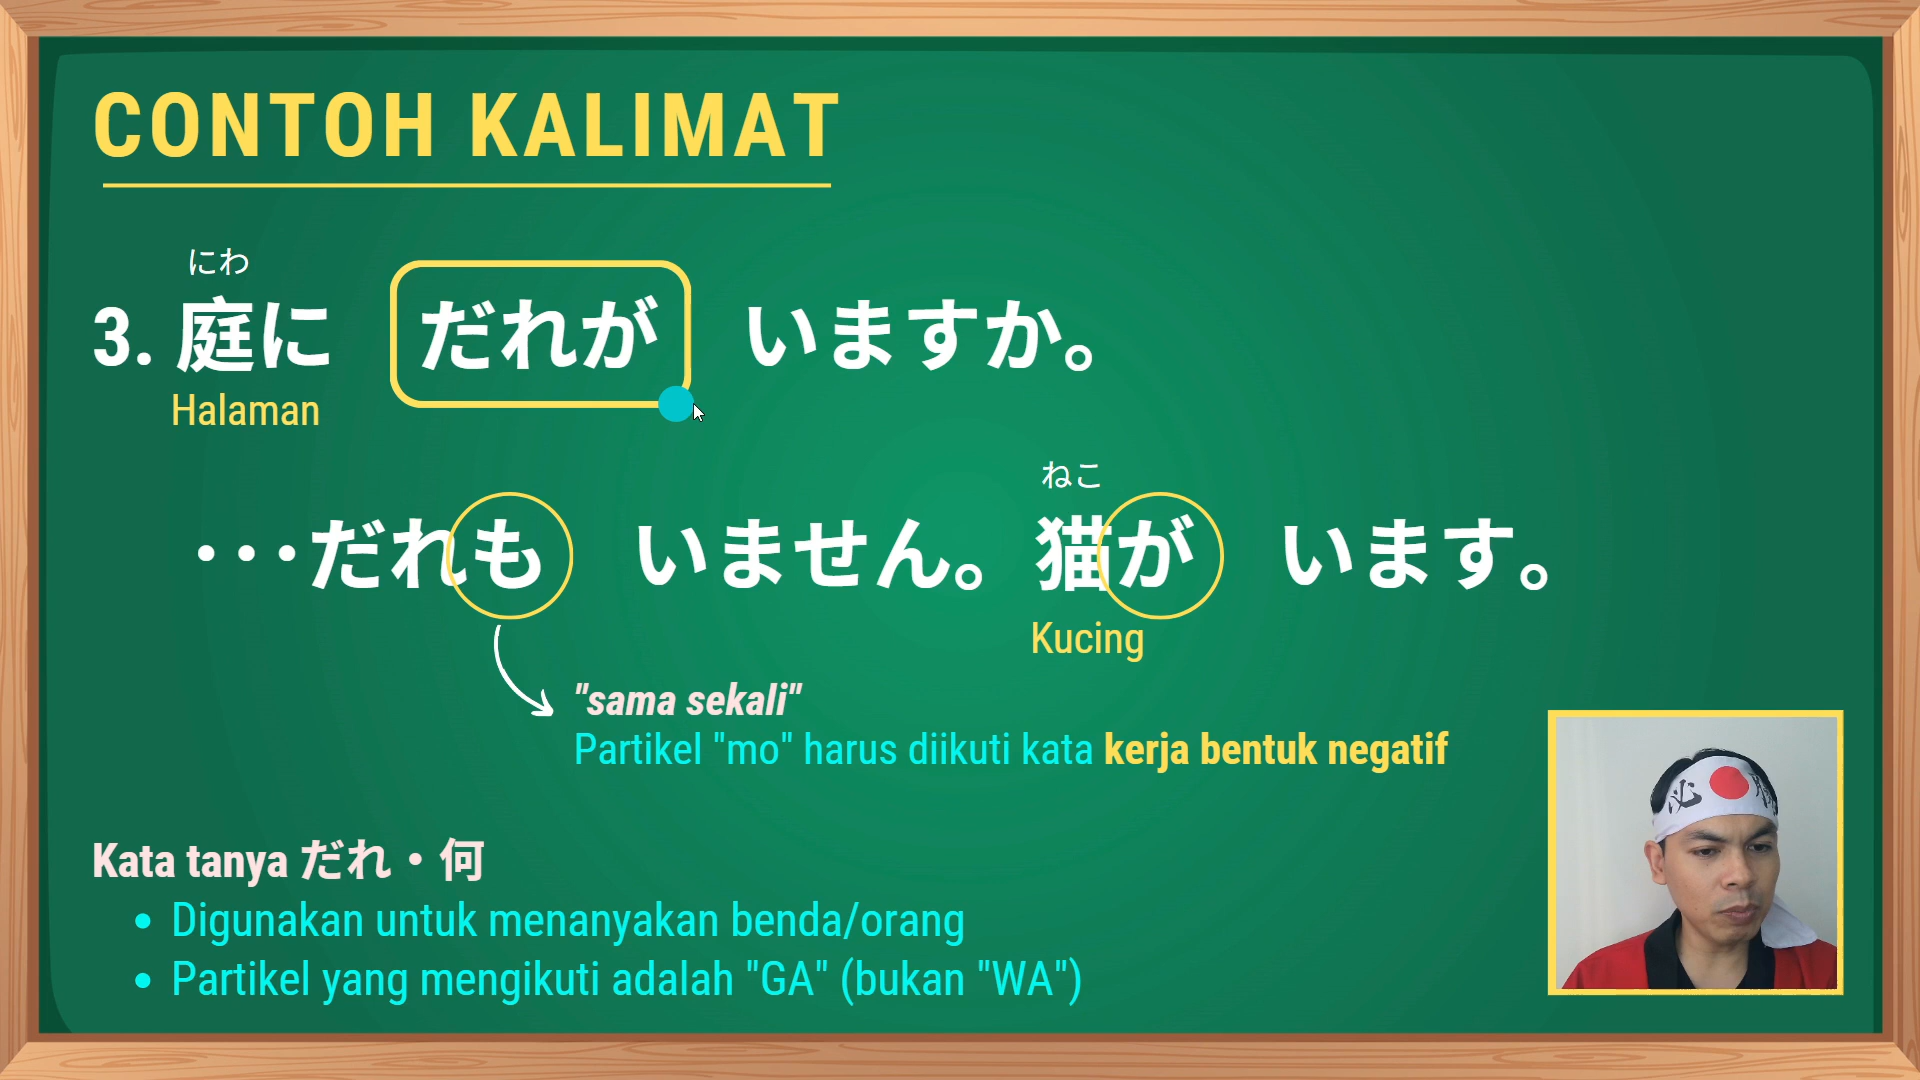 CONTOH KALIMAT
にわ
3. 庭に だれが いますか。
Halaman
ねこ
・・・だれも いません。猫が います。
Kucing
"sama sekali"
Partikel "mo" harus diikuti kata kerja bentuk negatif
Kata tanya だれ・何
• Digunakan untuk menanyakan benda/orang
• Partikel yang mengikuti adalah "GA" (bukan "WA")
必